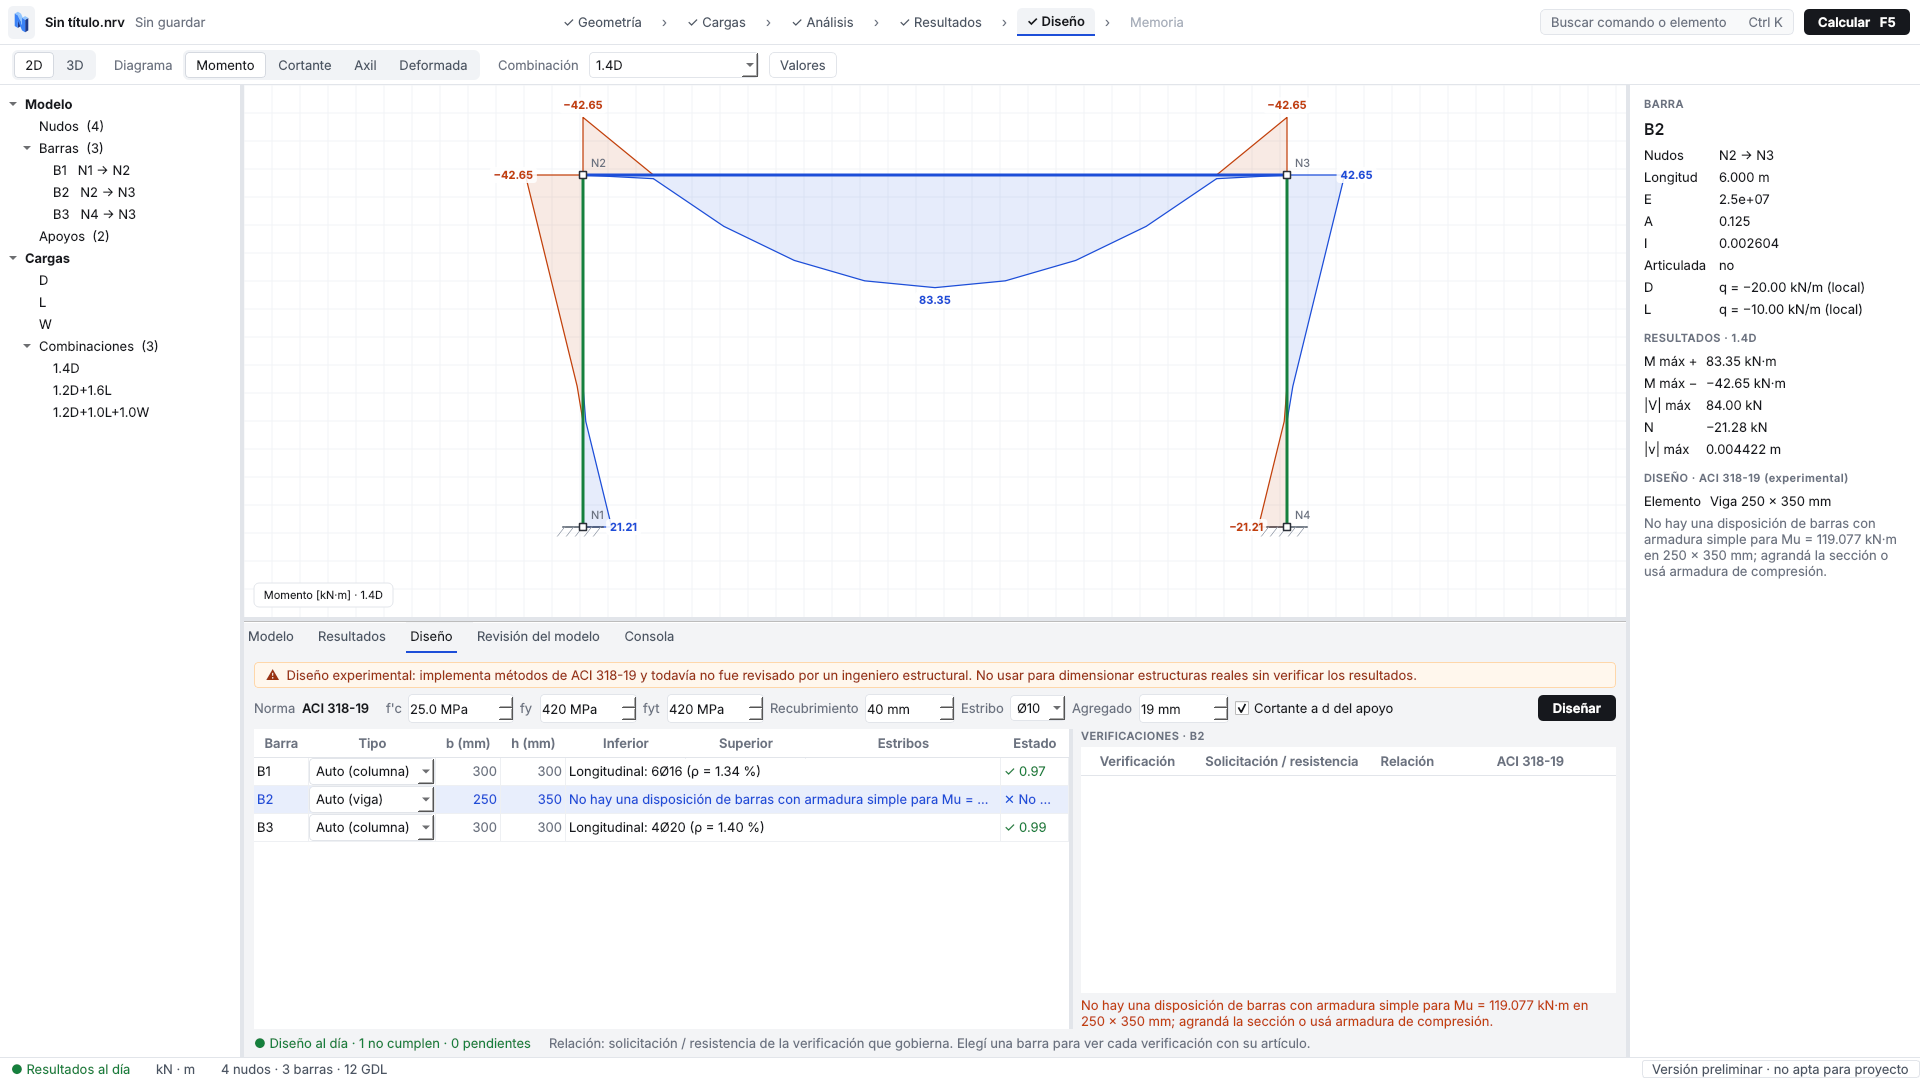 Sin título.nrv Sin guardar
✓ Geometría › ✓ Cargas › ✓ Análisis › ✓ Resultados › ✓ Diseño › Memoria
Buscar comando o elemento Ctrl K
Calcular F5
2D 3D Diagrama Momento Cortante Axil Deformada Combinación 1.4D Valores
Modelo
Nudos (4)
Barras (3)
B1 N1 → N2
B2 N2 → N3
B3 N4 → N3
Apoyos (2)
Cargas
D
L
W
Combinaciones (3)
1.4D
1.2D+1.6L
1.2D+1.0L+1.0W
−42.65 −42.65
N2 N3
−42.65 42.65
83.35
N1 N4
21.21 −21.21
Momento [kN·m] · 1.4D
BARRA
B2
Nudos N2 → N3
Longitud 6.000 m
E 2.5e+07
A 0.125
I 0.002604
Articulada no
D q = −20.00 kN/m (local)
L q = −10.00 kN/m (local)
RESULTADOS · 1.4D
M máx + 83.35 kN·m
M máx − −42.65 kN·m
|V| máx 84.00 kN
N −21.28 kN
|v| máx 0.004422 m
DISEÑO · ACI 318-19 (experimental)
Elemento Viga 250 × 350 mm
No hay una disposición de barras con
armadura simple para Mu = 119.077 kN·m
en 250 × 350 mm; agrandá la sección o
usá armadura de compresión.
Modelo Resultados Diseño Revisión del modelo Consola
⚠ Diseño experimental: implementa métodos de ACI 318-19 y todavía no fue revisado por un ingeniero estructural. No usar para dimensionar estructuras reales sin verificar los resultados.
Norma ACI 318-19 f'c 25.0 MPa fy 420 MPa fyt 420 MPa Recubrimiento 40 mm Estribo Ø10 Agregado 19 mm Cortante a d del apoyo Diseñar
Barra Tipo b (mm) h (mm) Inferior Superior Estribos Estado
B1 Auto (columna) 300 300 Longitudinal: 6Ø16 (ρ = 1.34 %) ✓ 0.97
B2 Auto (viga) 250 350 No hay una disposición de barras con armadura simple para Mu = ... ✕ No ...
B3 Auto (columna) 300 300 Longitudinal: 4Ø20 (ρ = 1.40 %) ✓ 0.99
VERIFICACIONES · B2
Verificación Solicitación / resistencia Relación ACI 318-19
No hay una disposición de barras con armadura simple para Mu = 119.077 kN·m en
250 × 350 mm; agrandá la sección o usá armadura de compresión.
Diseño al día · 1 no cumplen · 0 pendientes Relación: solicitación / resistencia de la verificación que gobierna. Elegí una barra para ver cada verificación con su artículo.
Resultados al día kN · m 4 nudos · 3 barras · 12 GDL Versión preliminar · no apta para proyecto